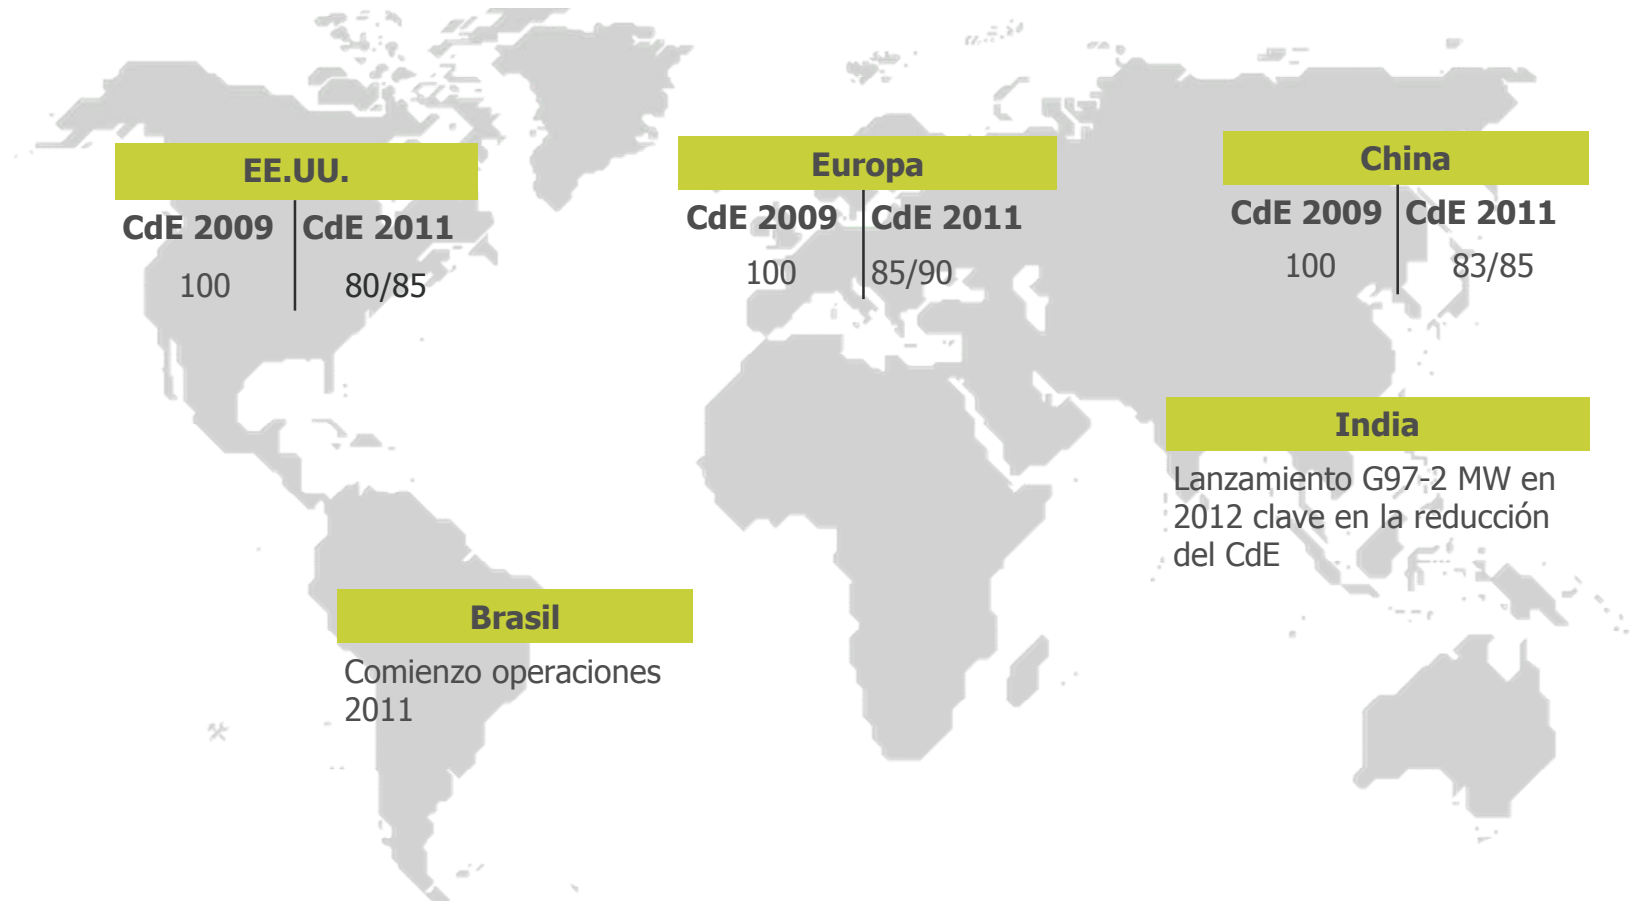 EE.UU.
CdE 2009 CdE 2011
100 80/85
Europa
CdE 2009 CdE 2011
100 85/90
China
CdE 2009 CdE 2011
100 83/85
India
Lanzamiento G97-2 MW en
2012 clave en la reducción
del CdE
Brasil
Comienzo operaciones
2011